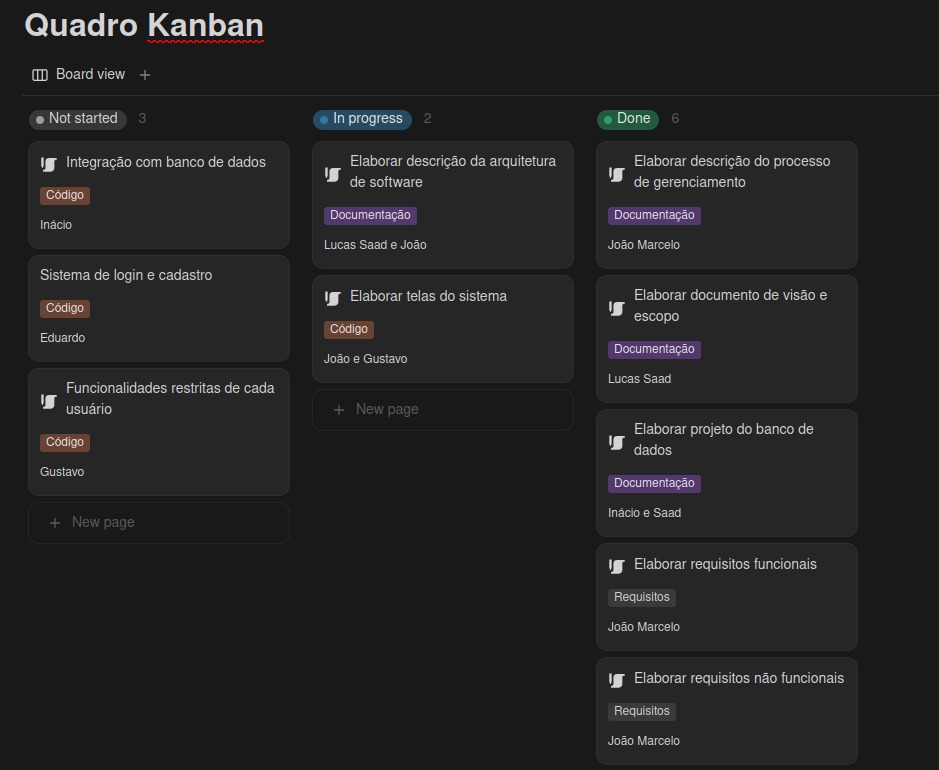 Quadro Kanban
Board view
Not started 3
Integração com banco de dados
Código
Inácio
Sistema de login e cadastro
Código
Eduardo
Funcionalidades restritas de cada
usuário
Código
Gustavo
New page
In progress 2
Elaborar descrição da arquitetura
de software
Documentação
Lucas Saad e João
Elaborar telas do sistema
Código
João e Gustavo
New page
Done 6
Elaborar descrição do processo
de gerenciamento
Documentação
João Marcelo
Elaborar documento de visão e
escopo
Documentação
Lucas Saad
Elaborar projeto do banco de
dados
Documentação
Inácio e Saad
Elaborar requisitos funcionais
Requisitos
João Marcelo
Elaborar requisitos não funcionais
Requisitos
João Marcelo